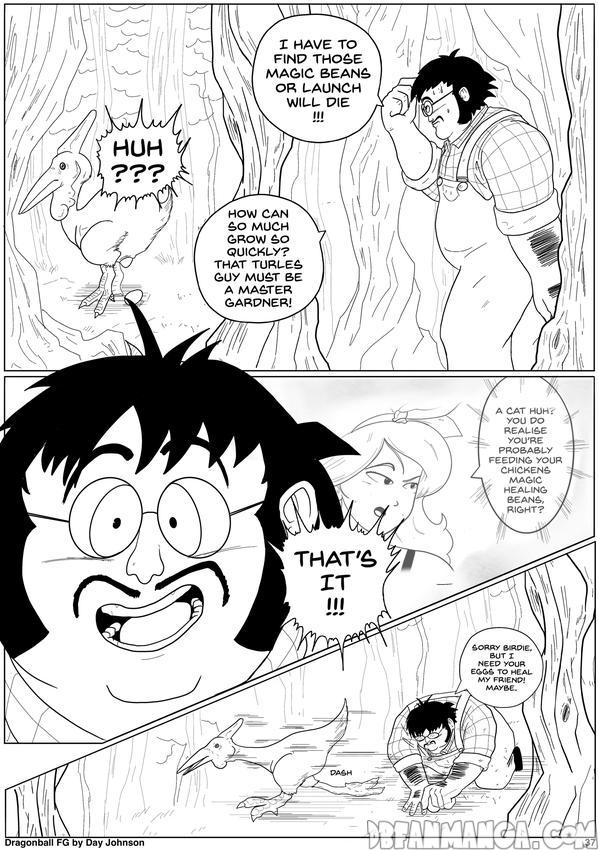 I HAVE TO
FIND THOSE
MAGIC BEANS
OR LAUNCH
WILL DIE
!!!
HUH
???
HOW CAN
SO MUCH
GROW SO
QUICKLY?
THAT TURLES
GUY MUST BE
A MASTER
GARDNER!
A CAT HUH?
YOU DO
REALISE
YOU'RE
PROBABLY
FEEDING YOUR
CHICKENS
MAGIC
HEALING
BEANS,
RIGHT?
THAT'S
IT
!!!
SORRY BIRDIE,
BUT I
NEED YOUR
EGGS TO HEAL
MY FRIEND!
MAYBE.
DASH
Dragonball FG by Day Johnson
37
DBFANMANGA.COM